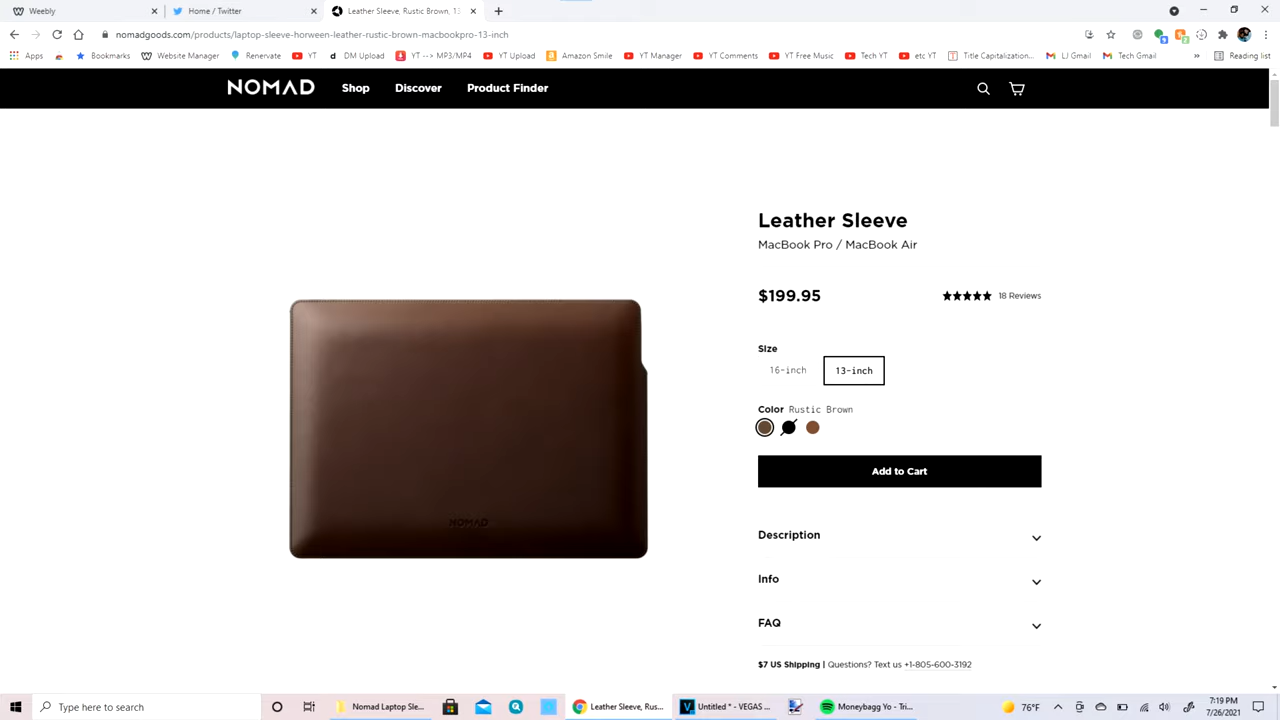 Weebly
Home / Twitter
Leather Sleeve, Rustic Brown, 13
nomadgoods.com/products/laptop-sleeve-horween-leather-rustic-brown-macbookpro-13-inch
Apps
Website Manager
Renervate
YT
DM Upload
YT --> MP3/MP4
YT Upload
Amazon Smile
YT Manager
YT Comments
YT Free Music
Tech YT
etc YT
Title Capitalization...
LJ Gmail
Tech Gmail
»
Reading list
NOMAD
Shop
Discover
Product Finder
Leather Sleeve
MacBook Pro / MacBook Air
$199.95
18 Reviews
Size
16-inch
13-inch
Color Rustic Brown
Add to Cart
NOMAD
Description
Info
FAQ
$7 US Shipping | Questions? Text us +1-805-600-3192
Type here to search
Nomad Laptop Sle...
Leather Sleeve, Rus...
Untitled * - VEGAS ...
Moneybagg Yo - Tri...
76°F
7:19 PM
7/26/2021